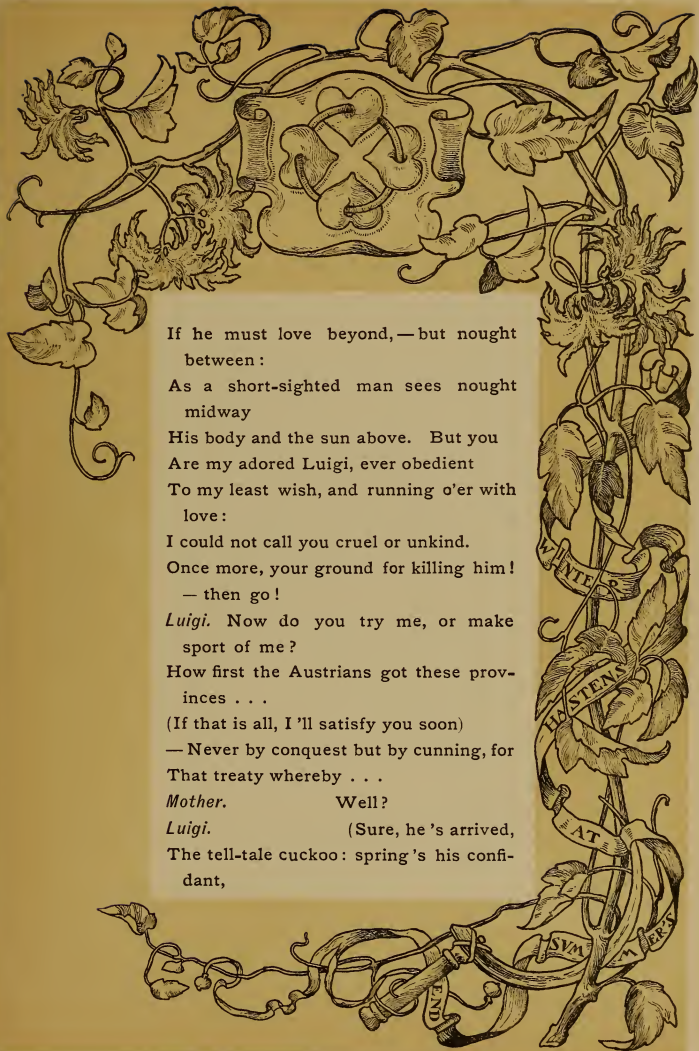 If he must love beyond, — but nought
between :
As a short-sighted man sees nought
midway
His body and the sun above. But you
Are my adored Luigi, ever obedient
To my least wish, and running o'er with
love :
I could not call you cruel or unkind.
Once more, your ground for killing him !
— then go !
Luigi. Now do you try me, or make
sport of me ?
How first the Austrians got these prov-
inces . . .
(If that is all, I 'll satisfy you soon)
— Never by conquest but by cunning, for
That treaty whereby . . .
Mother. Well ?
Luigi. (Sure, he 's arrived,
The tell-tale cuckoo : spring 's his confi-
dant,
WINTER
HASTENS
AT
SVMMER'S
END